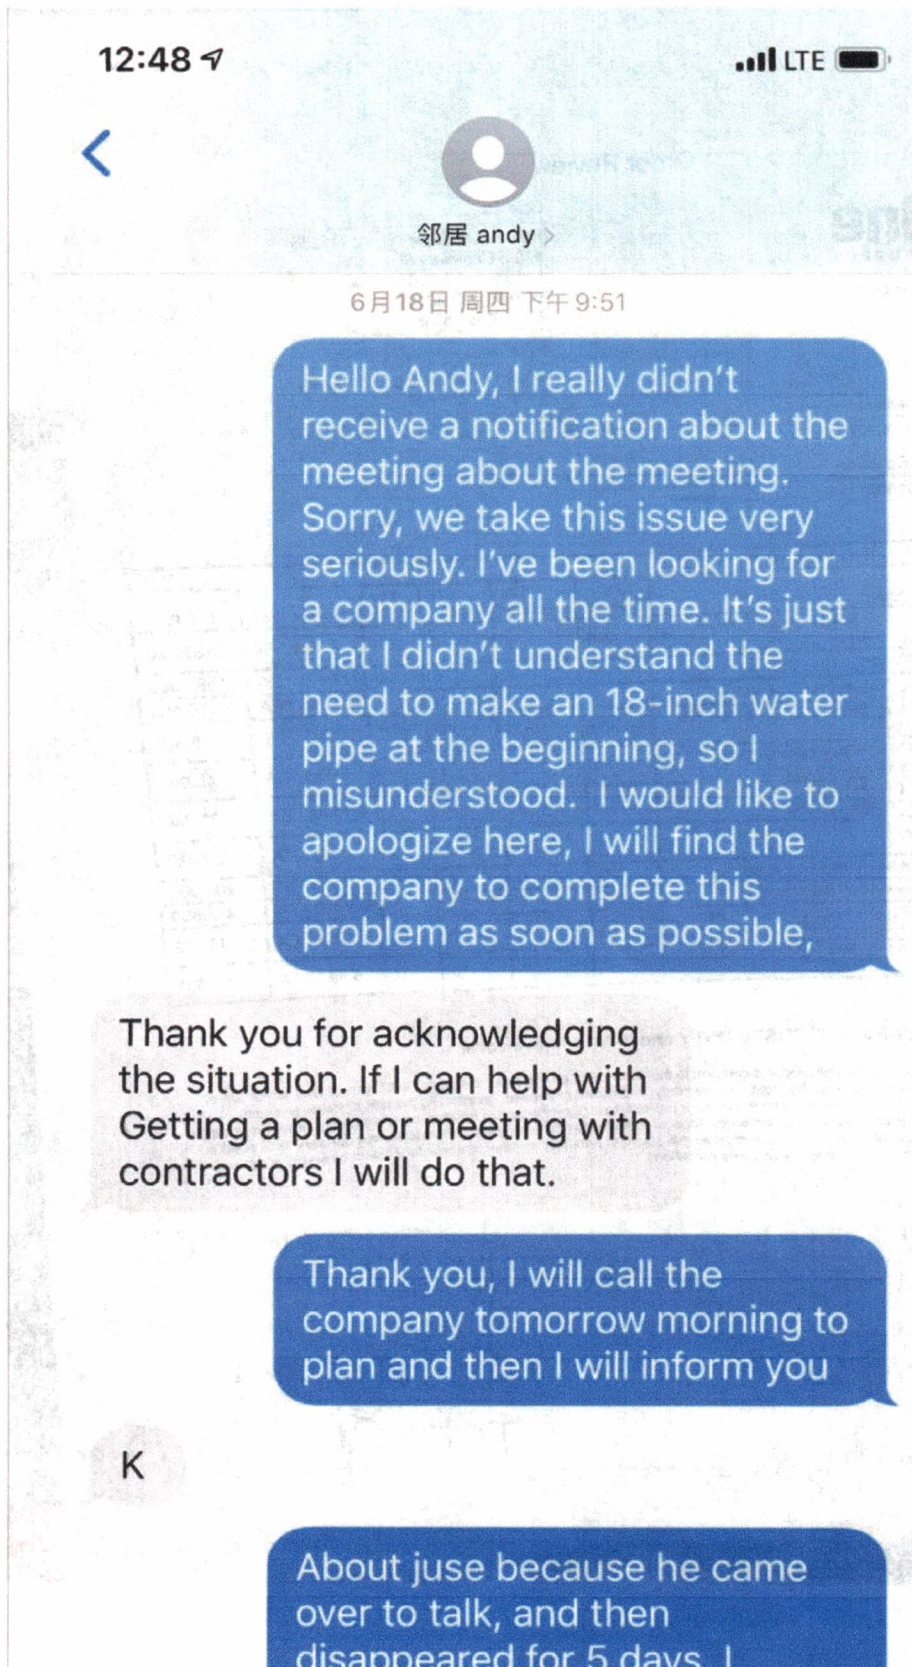 12:48
LTE
邻居 andy
6月18日 周四 下午 9:51
Hello Andy, I really didn't
receive a notification about the
meeting about the meeting.
Sorry, we take this issue very
seriously. I've been looking for
a company all the time. It's just
that I didn't understand the
need to make an 18-inch water
pipe at the beginning, so I
misunderstood.  I would like to
apologize here, I will find the
company to complete this
problem as soon as possible,
Thank you for acknowledging
the situation. If I can help with
Getting a plan or meeting with
contractors I will do that.
Thank you, I will call the
company tomorrow morning to
plan and then I will inform you
K
About juse because he came
over to talk, and then
disappeared for 5 days. I